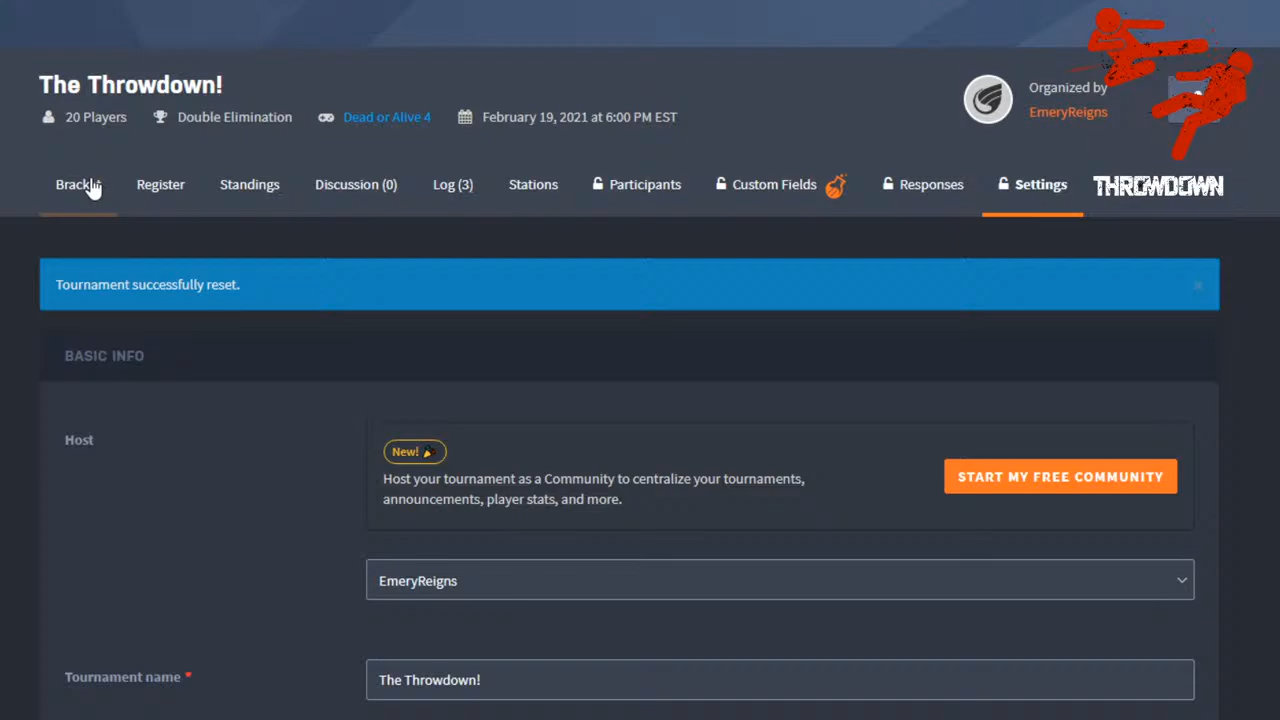 The Throwdown!
20 Players Double Elimination Dead or Alive 4 February 19, 2021 at 6:00 PM EST
Organized by
EmeryReigns
Register Standings Discussion (0) Log (3) Stations Participants Custom Fields Responses Settings THROWDOWN
Tournament successfully reset.
BASIC INFO
Host
New!
Host your tournament as a Community to centralize your tournaments,
announcements, player stats, and more.
START MY FREE COMMUNITY
EmeryReigns
Tournament name *
The Throwdown!